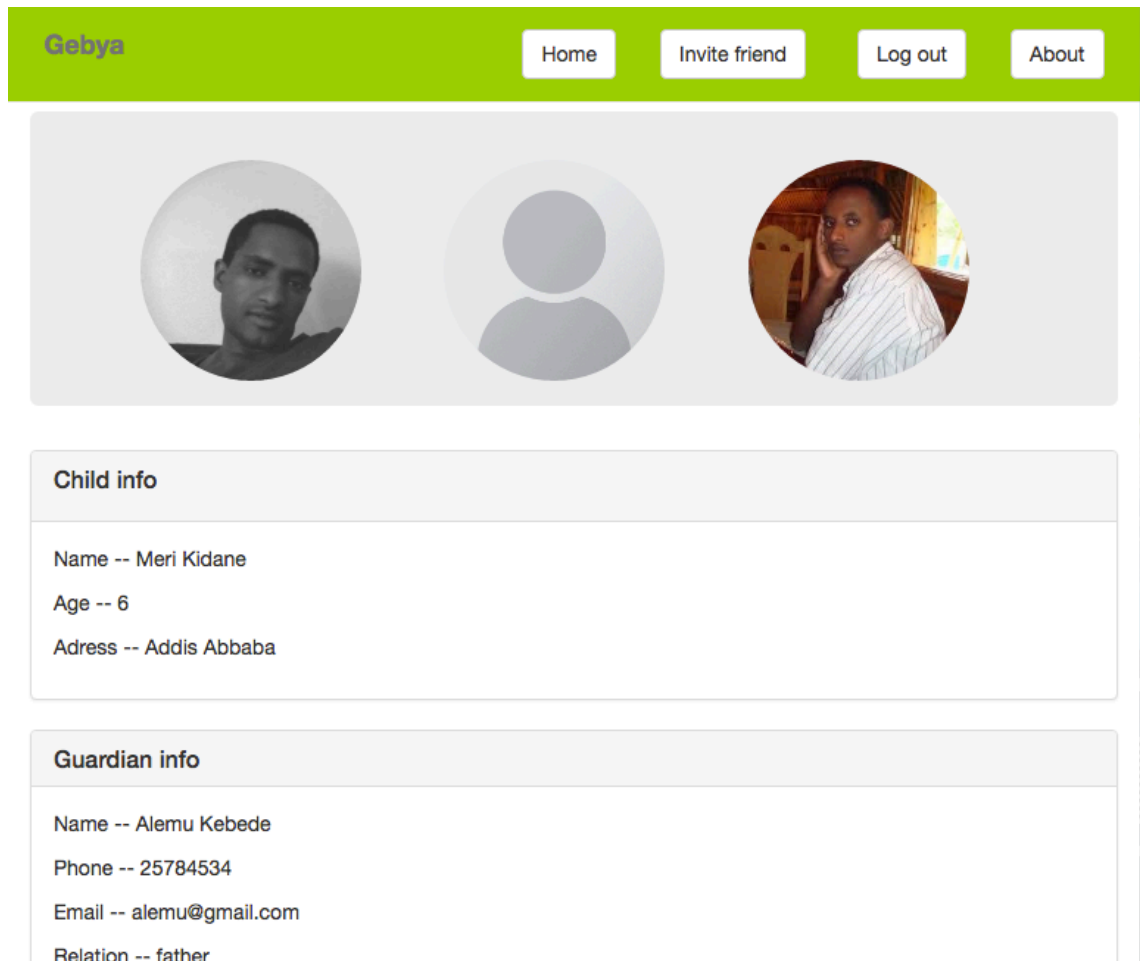 Gebya
Home Invite friend Log out About
Child info
Name -- Meri Kidane
Age -- 6
Adress -- Addis Abbaba
Guardian info
Name -- Alemu Kebede
Phone -- 25784534
Email -- alemu@gmail.com
Relation -- father